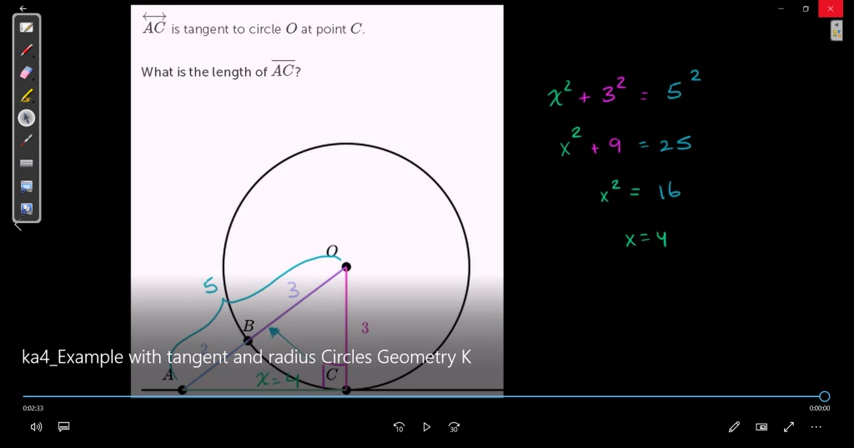 AC is tangent to circle O at point C.
What is the length of AC?
x² + 3² = 5²
x² + 9 = 25
x² = 16
x = 4
O
5
3
B
3
2
A
x = 4
C
ka4_Example with tangent and radius Circles Geometry K
0:02:33
0:00:00
10
30